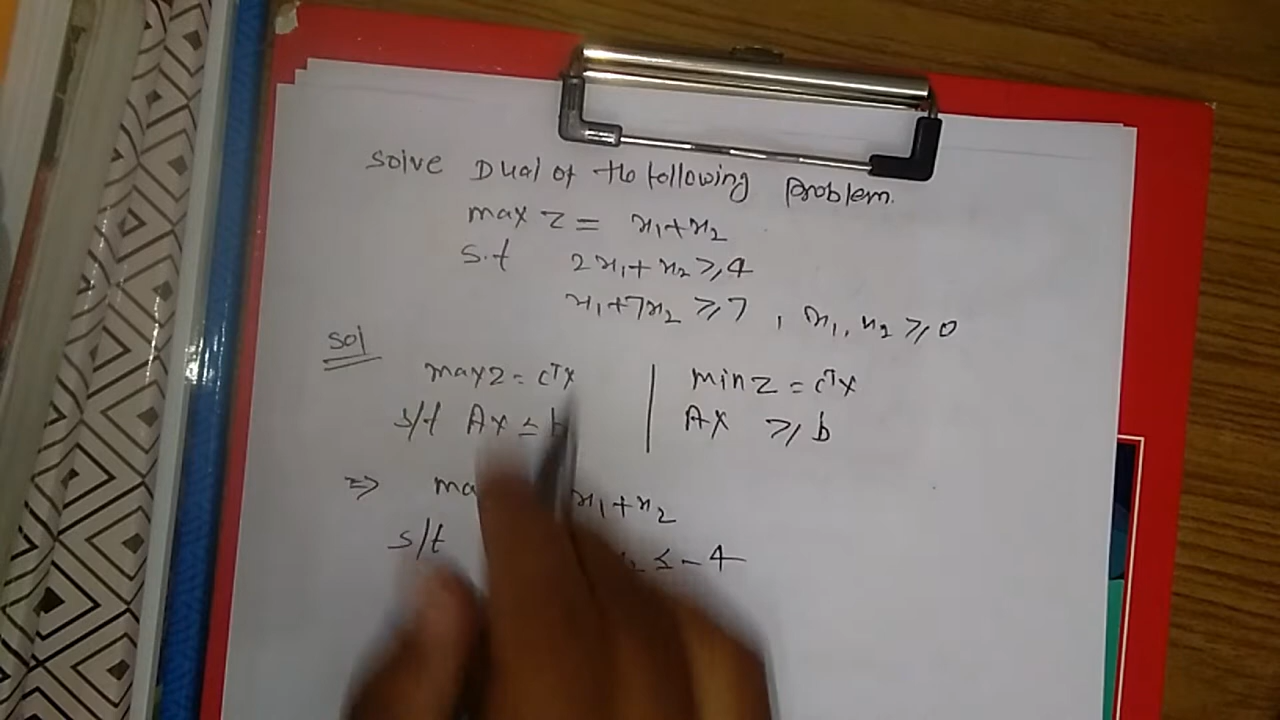 Solve Dual of the following problem.
max z = x₁+x₂
s.t 2x₁+x₂ ≥ 4
x₁+7x₂ ≥ 7 , x₁, x₂ ≥ 0
Sol
max z = cᵀx | min z = cᵀx
s/t Ax ≤ b | Ax ≥ b
⇒ x₁+x₂
s/t x₂ ≤ -4